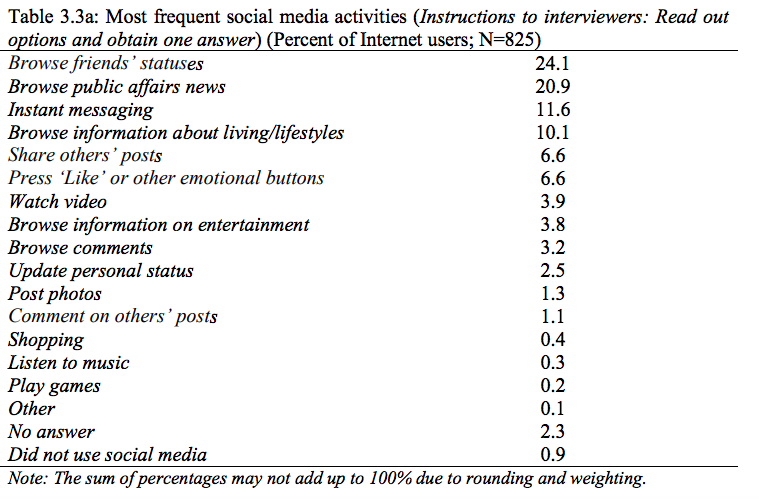 Table 3.3a: Most frequent social media activities (Instructions to interviewers: Read out
options and obtain one answer) (Percent of Internet users; N=825)
Browse friends' statuses 24.1
Browse public affairs news 20.9
Instant messaging 11.6
Browse information about living/lifestyles 10.1
Share others' posts 6.6
Press 'Like' or other emotional buttons 6.6
Watch video 3.9
Browse information on entertainment 3.8
Browse comments 3.2
Update personal status 2.5
Post photos 1.3
Comment on others' posts 1.1
Shopping 0.4
Listen to music 0.3
Play games 0.2
Other 0.1
No answer 2.3
Did not use social media 0.9
Note: The sum of percentages may not add up to 100% due to rounding and weighting.